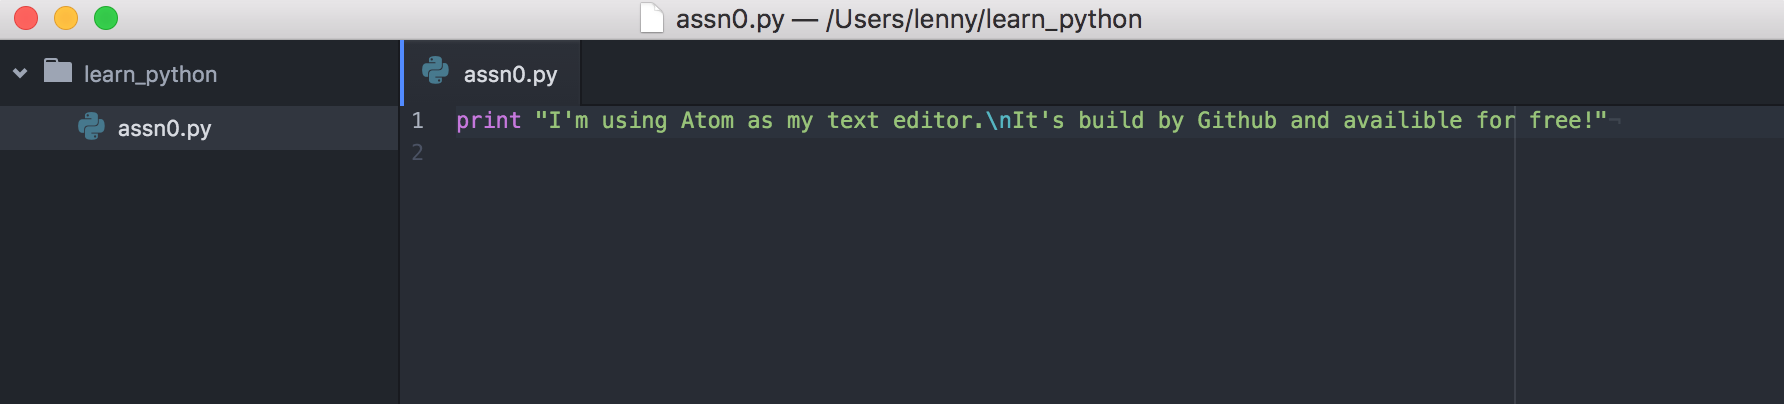 assn0.py — /Users/lenny/learn_python
learn_python
assn0.py
assn0.py
1 print "I'm using Atom as my text editor.\nIt's build by Github and availible for free!"¬
2